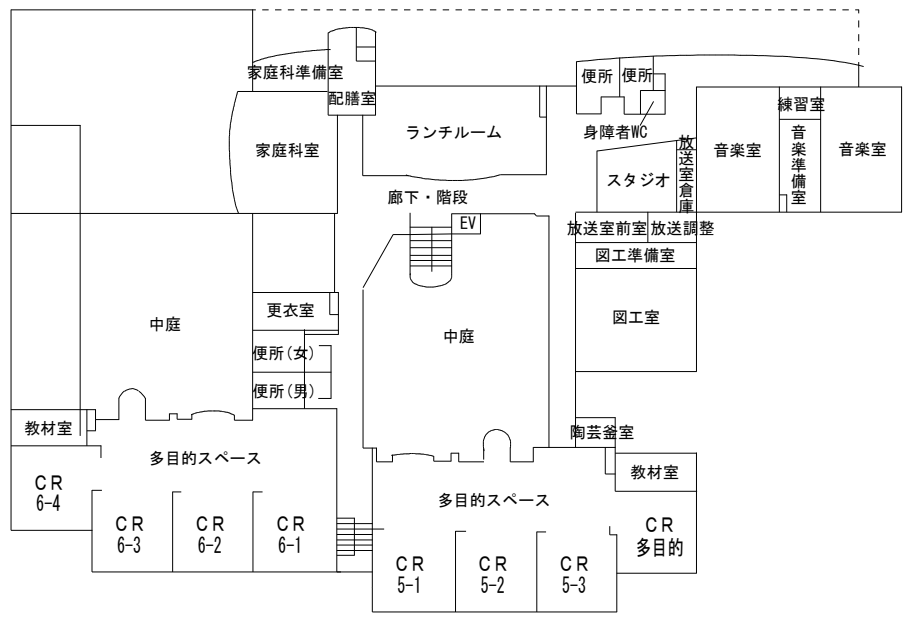 家庭科準備室
配膳室
便所
便所
身障者WC
練習室
家庭科室
ランチルーム
音楽室
音楽準備室
音楽室
スタジオ
放送室倉庫
廊下・階段
EV
放送室前室
放送調整
図工準備室
図工室
更衣室
中庭
中庭
便所(女)
便所(男)
教材室
陶芸釜室
多目的スペース
教材室
多目的スペース
CR
6-4
CR
6-3
CR
6-2
CR
6-1
CR
5-1
CR
5-2
CR
5-3
CR
多目的